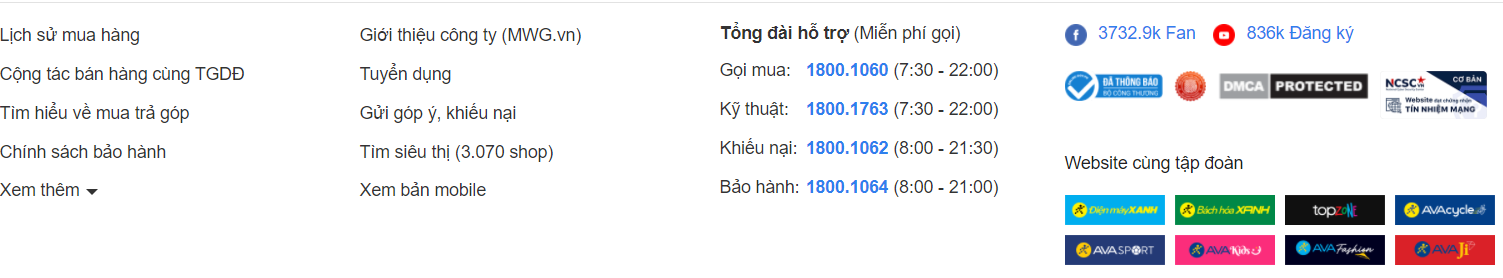 Lịch sử mua hàng
Cộng tác bán hàng cùng TGDĐ
Tìm hiểu về mua trả góp
Chính sách bảo hành
Xem thêm
Giới thiệu công ty (MWG.vn)
Tuyển dụng
Gửi góp ý, khiếu nại
Tìm siêu thị (3.070 shop)
Xem bản mobile
Tổng đài hỗ trợ (Miễn phí gọi)
Gọi mua: 1800.1060 (7:30 - 22:00)
Kỹ thuật: 1800.1763 (7:30 - 22:00)
Khiếu nại: 1800.1062 (8:00 - 21:30)
Bảo hành: 1800.1064 (8:00 - 21:00)
3732.9k Fan 836k Đăng ký
ĐÃ THÔNG BÁO
BỘ CÔNG THƯƠNG
DMCA PROTECTED
NCSC
CƠ BẢN
Website đạt chứng nhận
TÍN NHIỆM MẠNG
Website cùng tập đoàn
Điện máy XANH Bách hóa XANH topzone AVAcycle
AVASPORT AVAKids AVAFashion AVAJi